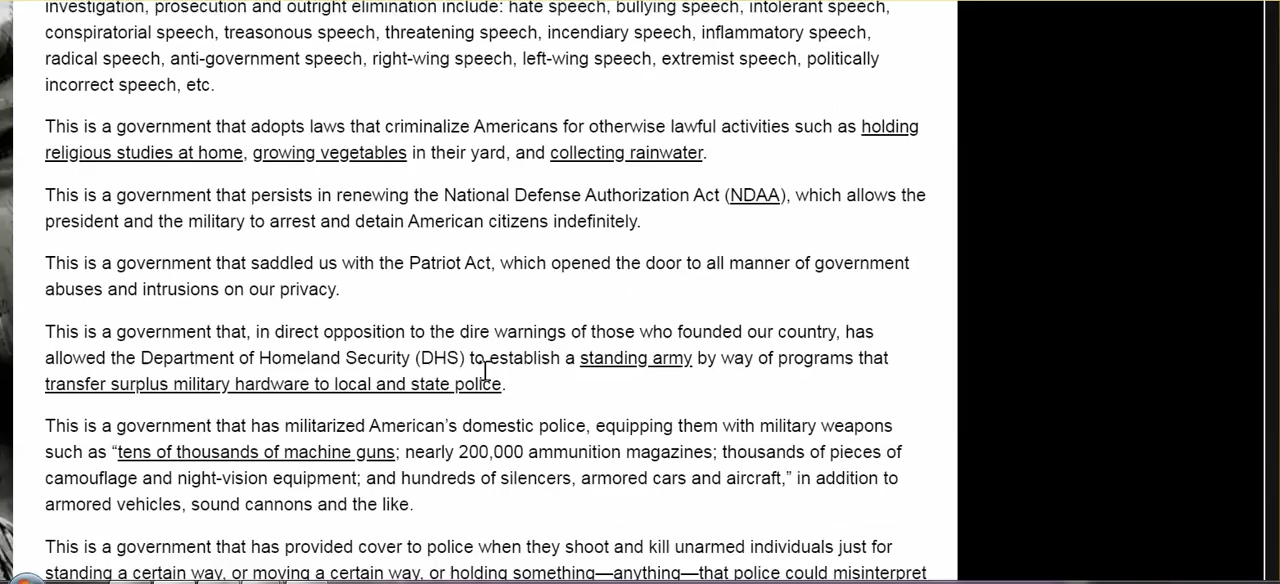 investigation, prosecution and outright elimination include: hate speech, bullying speech, intolerant speech,
conspiratorial speech, treasonous speech, threatening speech, incendiary speech, inflammatory speech,
radical speech, anti-government speech, right-wing speech, left-wing speech, extremist speech, politically
incorrect speech, etc.
This is a government that adopts laws that criminalize Americans for otherwise lawful activities such as holding
religious studies at home, growing vegetables in their yard, and collecting rainwater.
This is a government that persists in renewing the National Defense Authorization Act (NDAA), which allows the
president and the military to arrest and detain American citizens indefinitely.
This is a government that saddled us with the Patriot Act, which opened the door to all manner of government
abuses and intrusions on our privacy.
This is a government that, in direct opposition to the dire warnings of those who founded our country, has
allowed the Department of Homeland Security (DHS) to establish a standing army by way of programs that
transfer surplus military hardware to local and state police.
This is a government that has militarized American’s domestic police, equipping them with military weapons
such as “tens of thousands of machine guns; nearly 200,000 ammunition magazines; thousands of pieces of
camouflage and night-vision equipment; and hundreds of silencers, armored cars and aircraft,” in addition to
armored vehicles, sound cannons and the like.
This is a government that has provided cover to police when they shoot and kill unarmed individuals just for
standing a certain way, or moving a certain way, or holding something—anything—that police could misinterpret